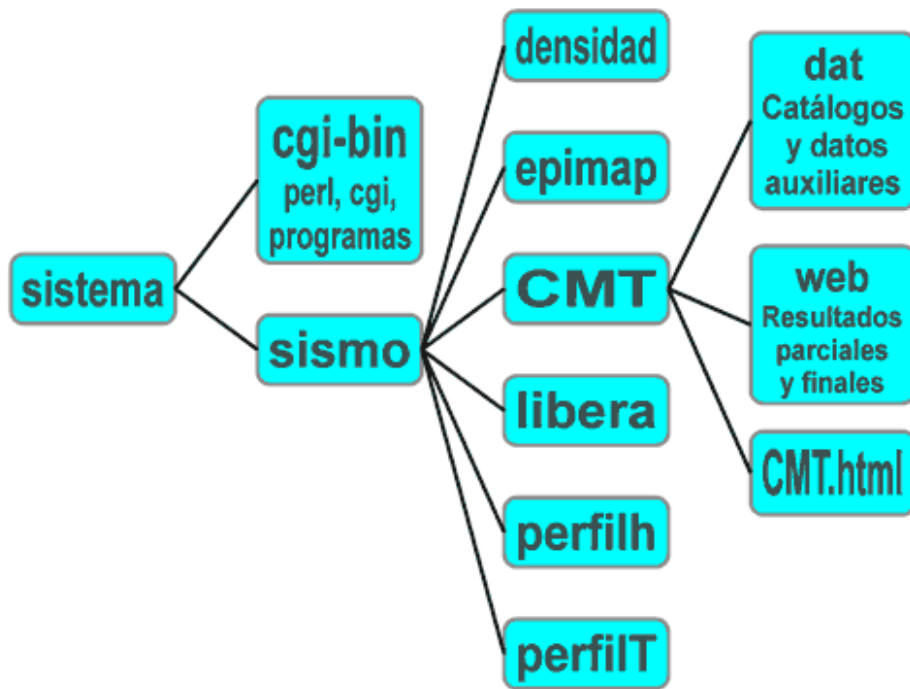 sistema
cgi-bin
perl, cgi,
programas
sismo
densidad
epimap
CMT
libera
perfilh
perfilT
dat
Catálogos
y datos
auxiliares
web
Resultados
parciales
y finales
CMT.html